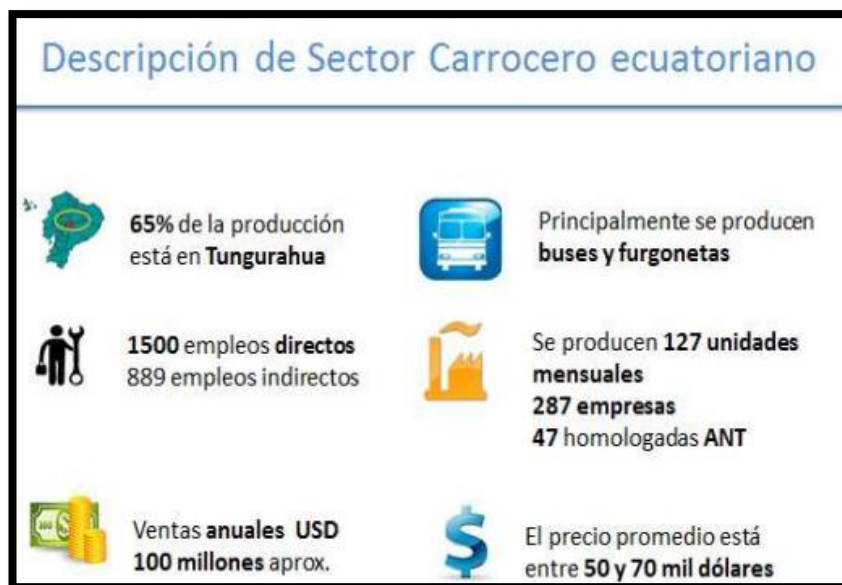 Descripción de Sector Carrocero ecuatoriano
65% de la producción
está en Tungurahua
Principalmente se producen
buses y furgonetas
1500 empleos directos
889 empleos indirectos
Se producen 127 unidades
mensuales
287 empresas
47 homologadas ANT
Ventas anuales USD
100 millones aprox.
El precio promedio está
entre 50 y 70 mil dólares